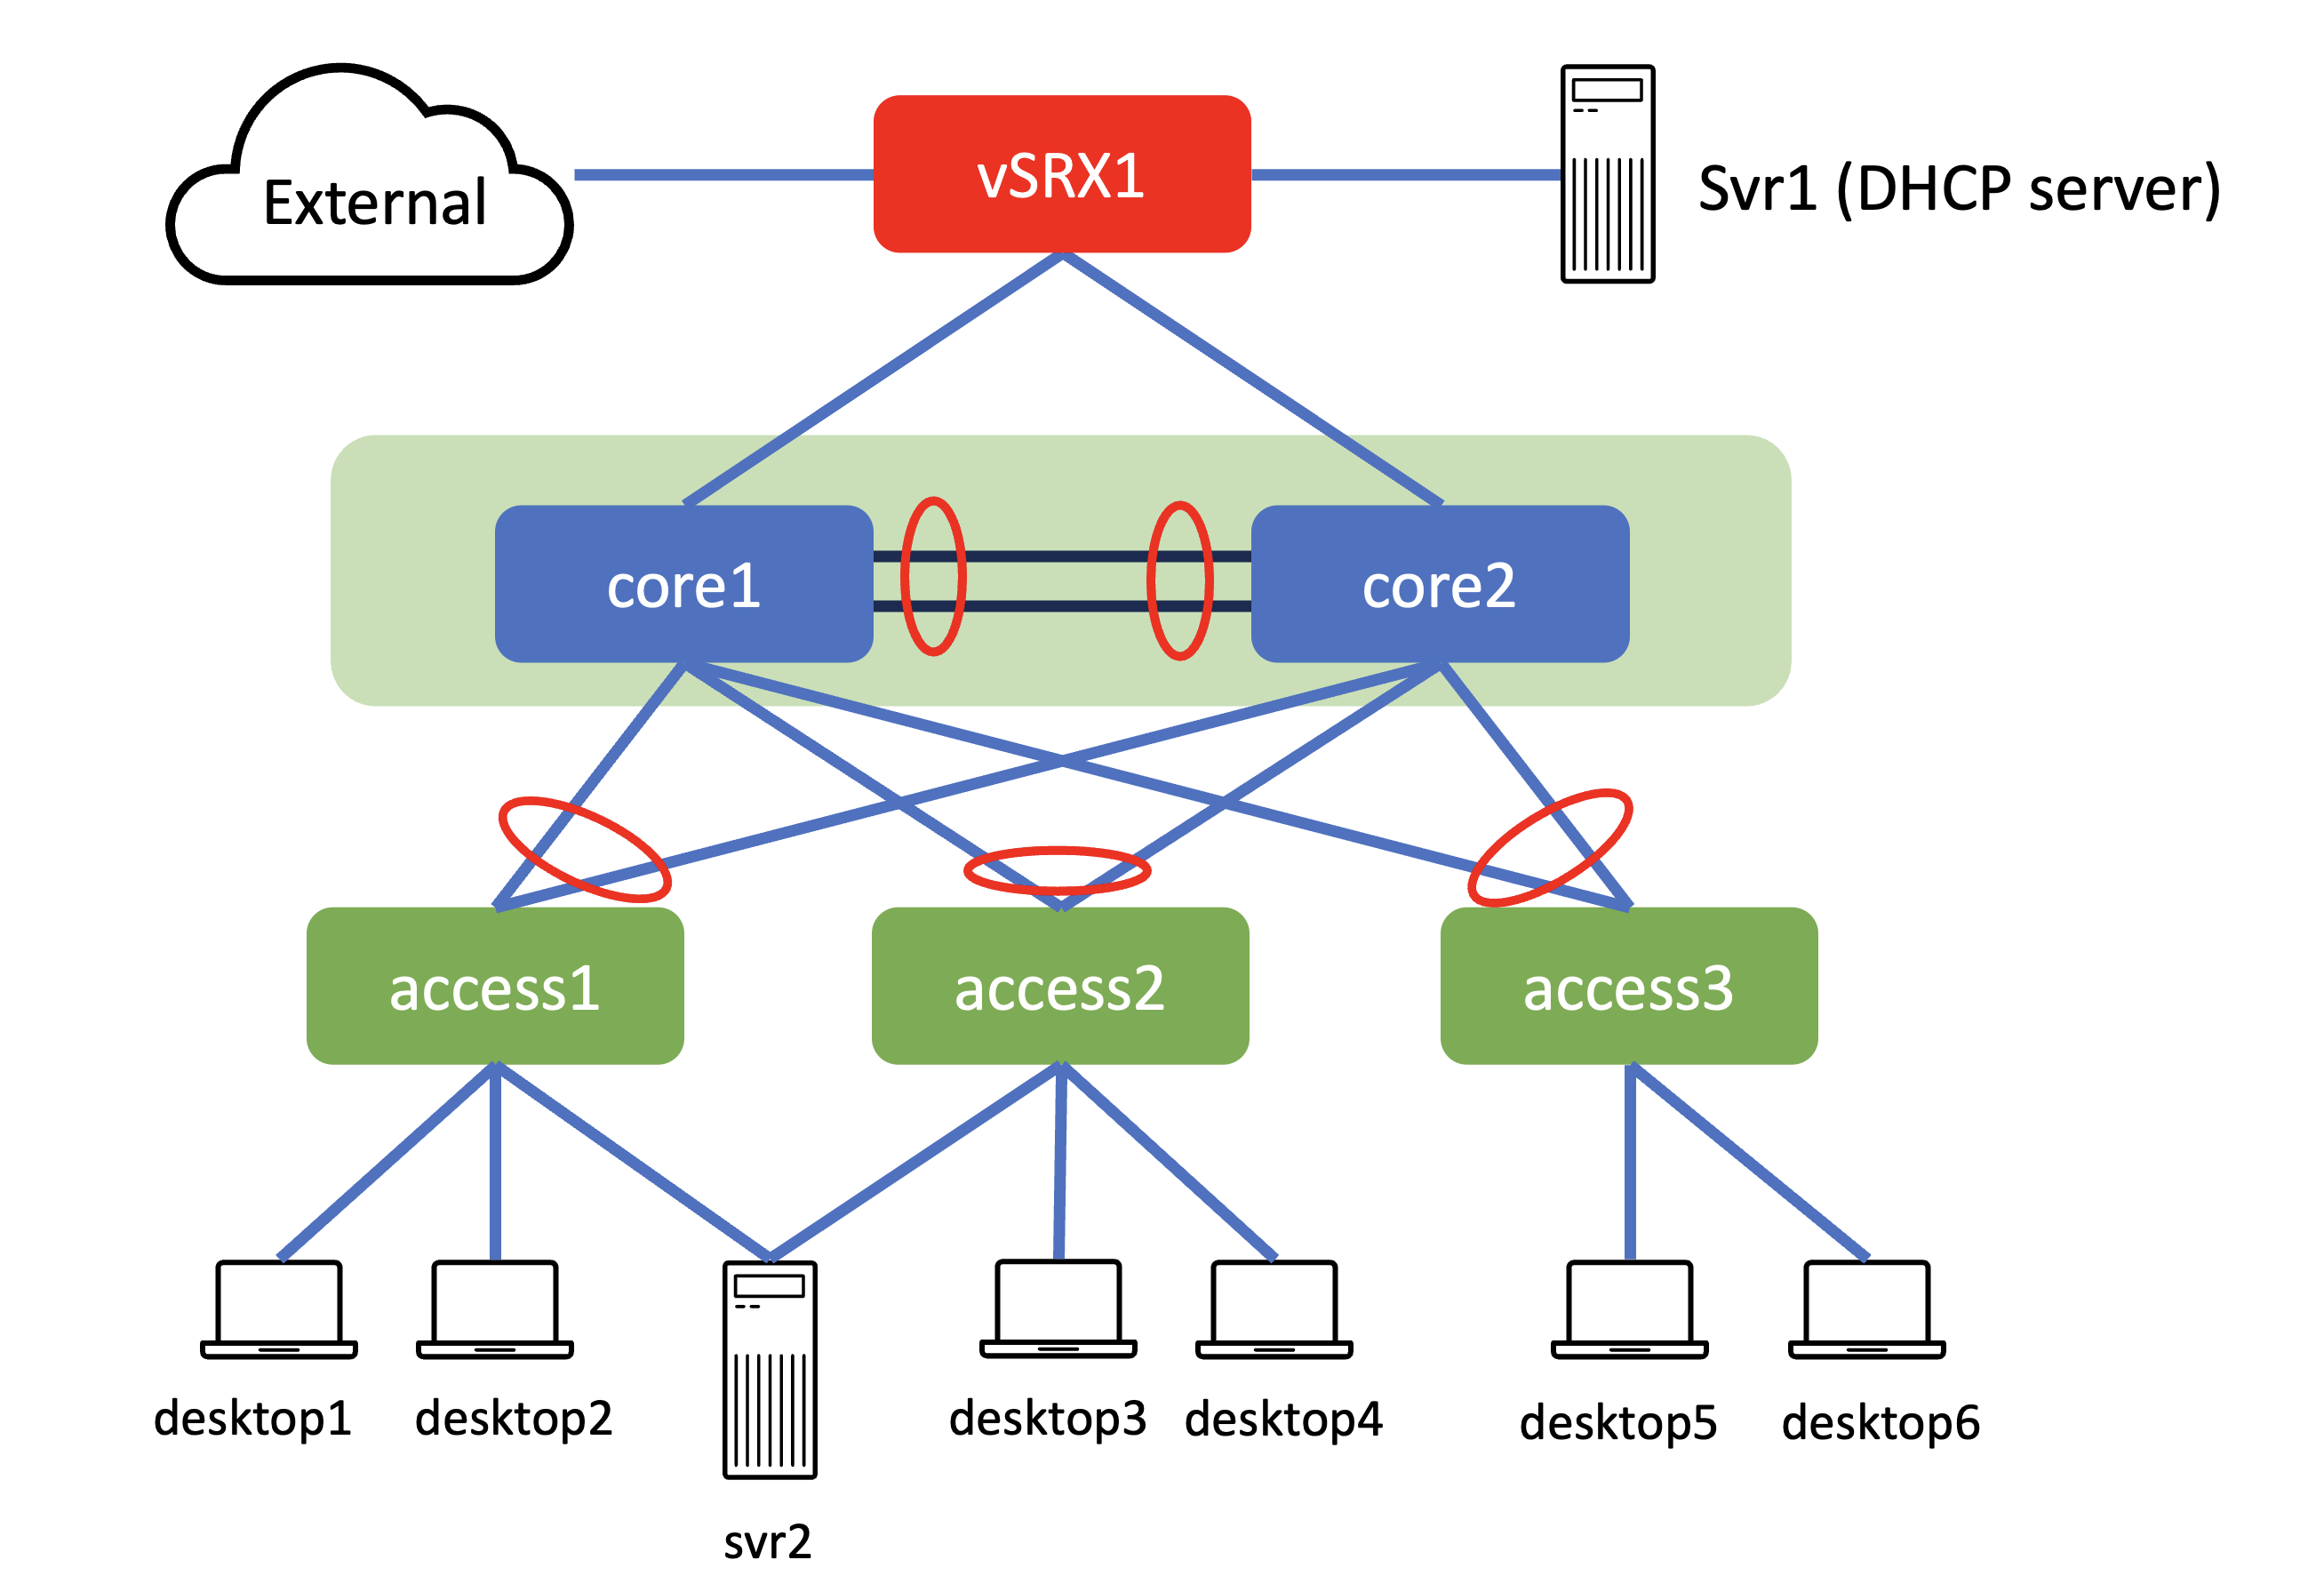 External
vSRX1
Svr1 (DHCP server)
core1
core2
access1
access2
access3
desktop1
desktop2
desktop3
desktop4
desktop5
desktop6
svr2